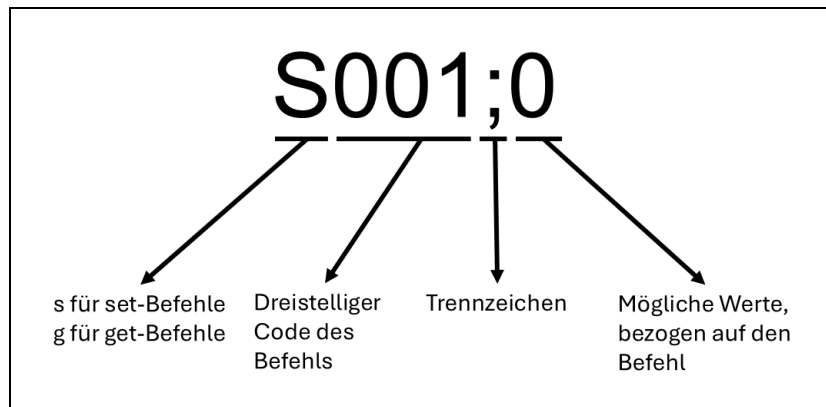 S001;0
s für set-Befehle
g für get-Befehle
Dreistelliger
Code des
Befehls
Trennzeichen
Mögliche Werte,
bezogen auf den
Befehl